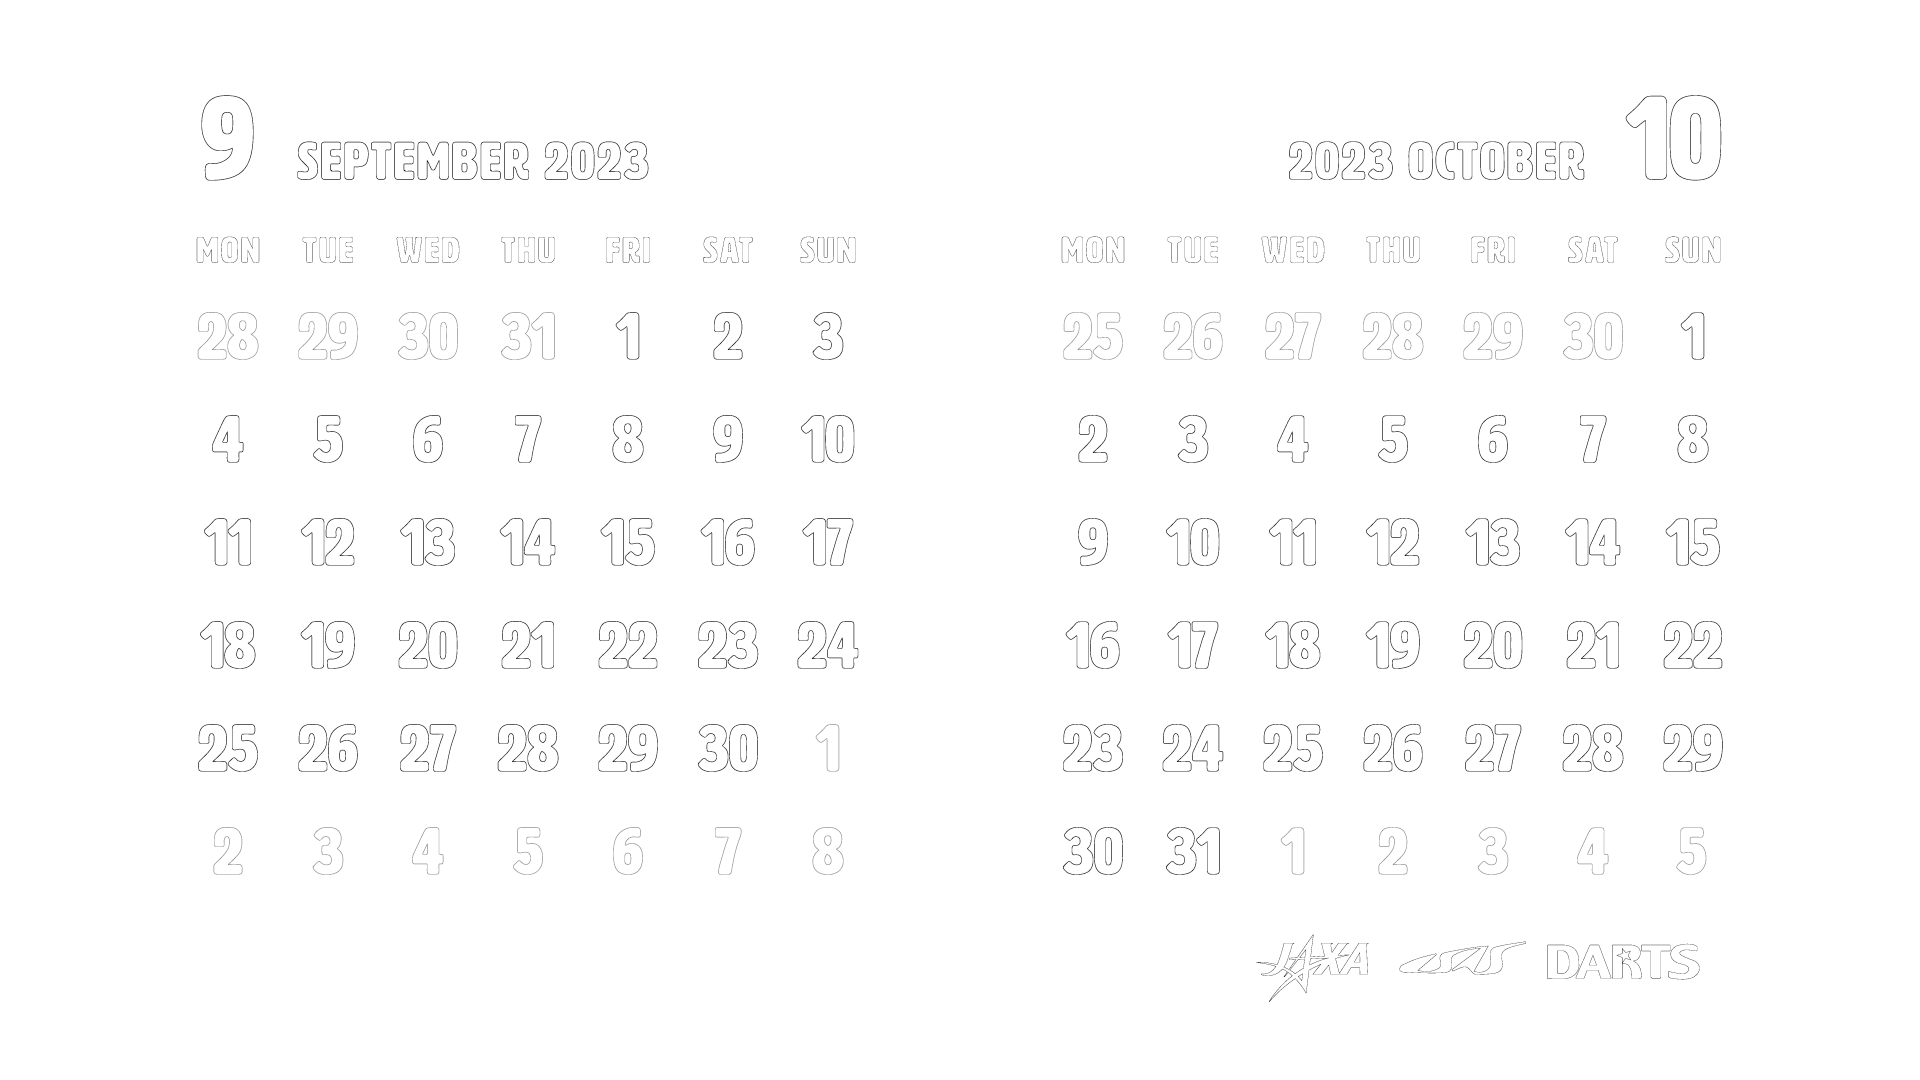 9 SEPTEMBER 2023
MON TUE WED THU FRI SAT SUN
28 29 30 31 1 2 3
4 5 6 7 8 9 10
11 12 13 14 15 16 17
18 19 20 21 22 23 24
25 26 27 28 29 30 1
2 3 4 5 6 7 8
2023 OCTOBER 10
MON TUE WED THU FRI SAT SUN
25 26 27 28 29 30 1
2 3 4 5 6 7 8
9 10 11 12 13 14 15
16 17 18 19 20 21 22
23 24 25 26 27 28 29
30 31 1 2 3 4 5
JAXA ISAS DARTS